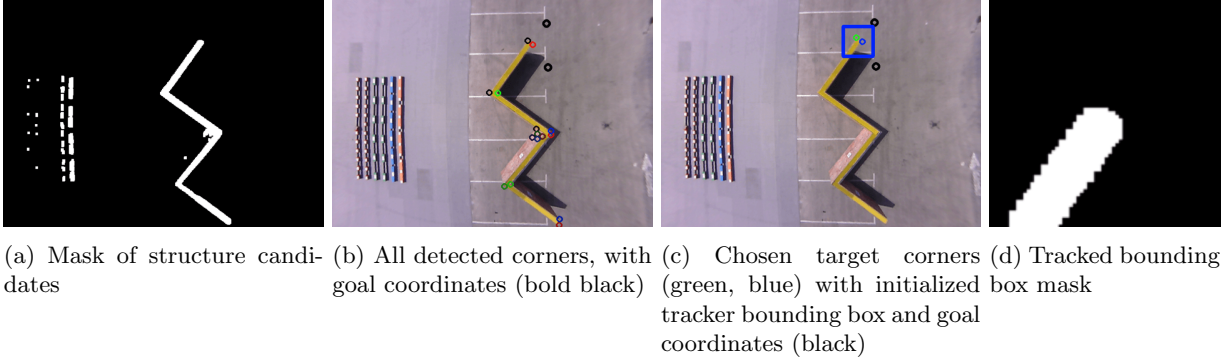 (a) Mask of structure candi-
dates
(b) All detected corners, with
goal coordinates (bold black)
(c) Chosen target corners
(green, blue) with initialized
tracker bounding box and goal
coordinates (black)
(d) Tracked bounding
box mask